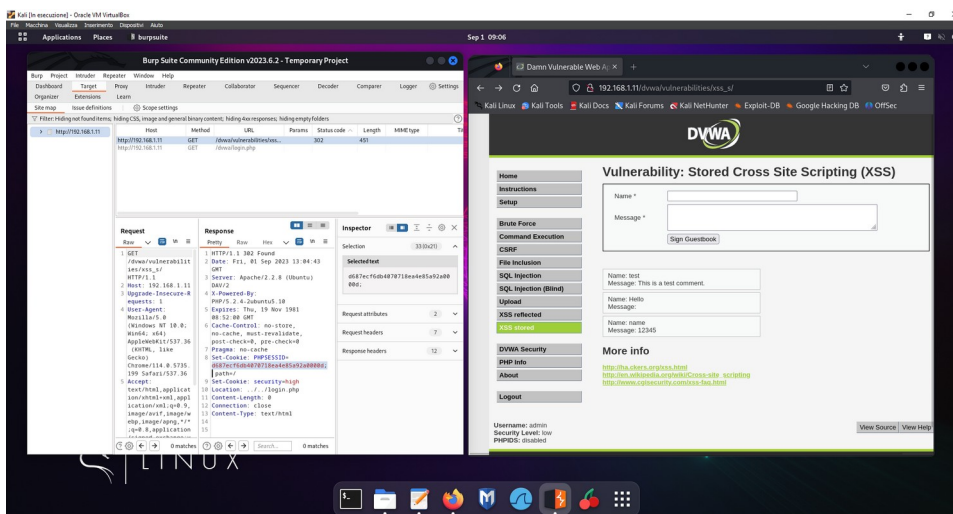 Kali [In esecuzione] - Oracle VM VirtualBox
File Macchina Visualizza Inserimento Dispositivi Aiuto
Applications Places burpsuite Sep 1 09:06
Burp Suite Community Edition v2023.6.2 - Temporary Project
Burp Project Intruder Repeater Window Help
Dashboard Target Proxy Intruder Repeater Collaborator Sequencer Decoder Comparer Logger Settings
Organizer Extensions Learn
Site map Issue definitions Scope settings
Filter: Hiding not found items; hiding CSS, image and general binary content; hiding 4xx responses; hiding empty folders
http://192.168.1.11
Host Method URL Params Status code Length MIME type Ti
http://192.168.1.11 GET /dvwa/vulnerabilities/xss... 302 451
http://192.168.1.11 GET /dvwa/login.php
Request
Raw \n
1 GET
/dvwa/vulnerabilit
ies/xss_s/
HTTP/1.1
2 Host: 192.168.1.11
3 Upgrade-Insecure-R
equests: 1
4 User-Agent:
Mozilla/5.0
(Windows NT 10.0;
Win64; x64)
AppleWebKit/537.36
(KHTML, like
Gecko)
Chrome/114.0.5735.
199 Safari/537.36
5 Accept:
text/html,applicat
ion/xhtml+xml,appl
ication/xml;q=0.9,
image/avif,image/w
ebp,image/apng,*/*
;q=0.8,application
0 matches
Response
Pretty Raw Hex \n
1 HTTP/1.1 302 Found
2 Date: Fri, 01 Sep 2023 13:04:43
GMT
3 Server: Apache/2.2.8 (Ubuntu)
DAV/2
4 X-Powered-By:
PHP/5.2.4-2ubuntu5.10
5 Expires: Thu, 19 Nov 1981
08:52:00 GMT
6 Cache-Control: no-store,
no-cache, must-revalidate,
post-check=0, pre-check=0
7 Pragma: no-cache
8 Set-Cookie: PHPSESSID=
d687ecf6db4070718ea4e85a92a0000d;
path=/
9 Set-Cookie: security=high
10 Location: ../../login.php
11 Content-Length: 0
12 Connection: close
13 Content-Type: text/html
14
15
Search... 0 matches
Inspector
Selection 33 (0x21)
Selected text
d687ecf6db4070718ea4e85a92a00
00d;
Request attributes 2
Request headers 7
Response headers 12
LINUX
Damn Vulnerable Web Ap
192.168.1.11/dvwa/vulnerabilities/xss_s/
Kali Linux Kali Tools Kali Docs Kali Forums Kali NetHunter Exploit-DB Google Hacking DB OffSec
DVWA
Home
Instructions
Setup
Brute Force
Command Execution
CSRF
File Inclusion
SQL Injection
SQL Injection (Blind)
Upload
XSS reflected
XSS stored
DVWA Security
PHP Info
About
Logout
Vulnerability: Stored Cross Site Scripting (XSS)
Name *
Message *
Sign Guestbook
Name: test
Message: This is a test comment.
Name: Hello
Message:
Name: name
Message: 12345
More info
http://ha.ckers.org/xss.html
http://en.wikipedia.org/wiki/Cross-site_scripting
http://www.cgisecurity.com/xss-faq.html
Username: admin
Security Level: low
PHPIDS: disabled
View Source View Help